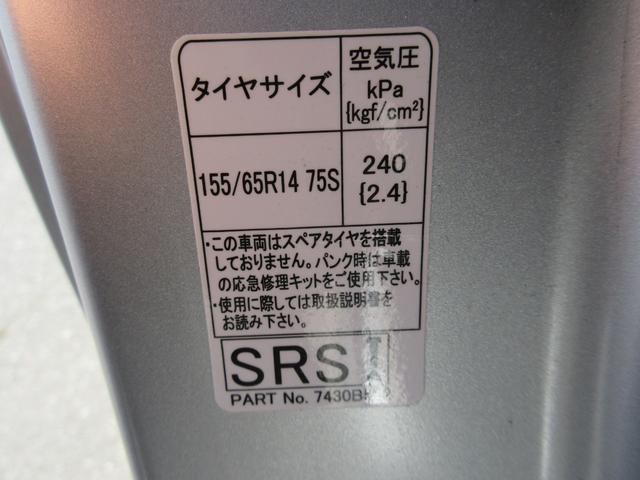 タイヤサイズ
空気圧
kPa
{kgf/cm²}
155/65R14 75S
240
{2.4}
・この車両はスペアタイヤを搭載
しておりません。パンク時は車載
の応急修理キットをご使用下さい。
・使用に際しては取扱説明書を
お読み下さい。
SRS
PART No.